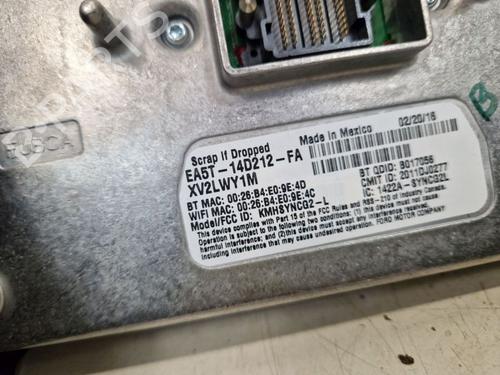 B-PARTS
FUSCA
B
Scrap If Dropped
Made in Mexico
02/20/16
EA5T-14D212-FA
XV2LWY1M
BT MAC: 00:26:B4:E0:9E:4D
BT QDID: B017056
WIFI MAC: 00:26:B4:E0:9E:4C
CMIT ID: 2011DJ0277
Model/FCC ID: KMHSYNCG2-L
IC: 1422A-SYNCG2L
This device complies with Part 15 of the FCC Rules and RSS-210 of Industry Canada.
Operation is subject to the following two conditions: (1) this device may not cause
harmful interference; and (2) this device must accept any interference received,
including interference that may cause undesired operation. FORD MOTOR COMPANY